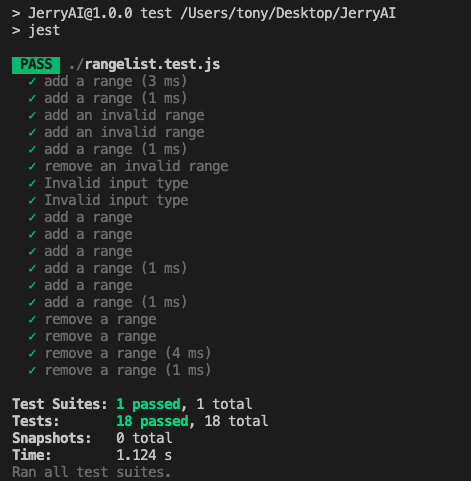 > JerryAI@1.0.0 test /Users/tony/Desktop/JerryAI
> jest
PASS ./rangelist.test.js
✓ add a range (3 ms)
✓ add a range (1 ms)
✓ add an invalid range
✓ add an invalid range
✓ add a range (1 ms)
✓ remove an invalid range
✓ Invalid input type
✓ Invalid input type
✓ add a range
✓ add a range
✓ add a range
✓ add a range (1 ms)
✓ add a range
✓ add a range (1 ms)
✓ remove a range
✓ remove a range
✓ remove a range (4 ms)
✓ remove a range (1 ms)
Test Suites: 1 passed, 1 total
Tests: 18 passed, 18 total
Snapshots: 0 total
Time: 1.124 s
Ran all test suites.